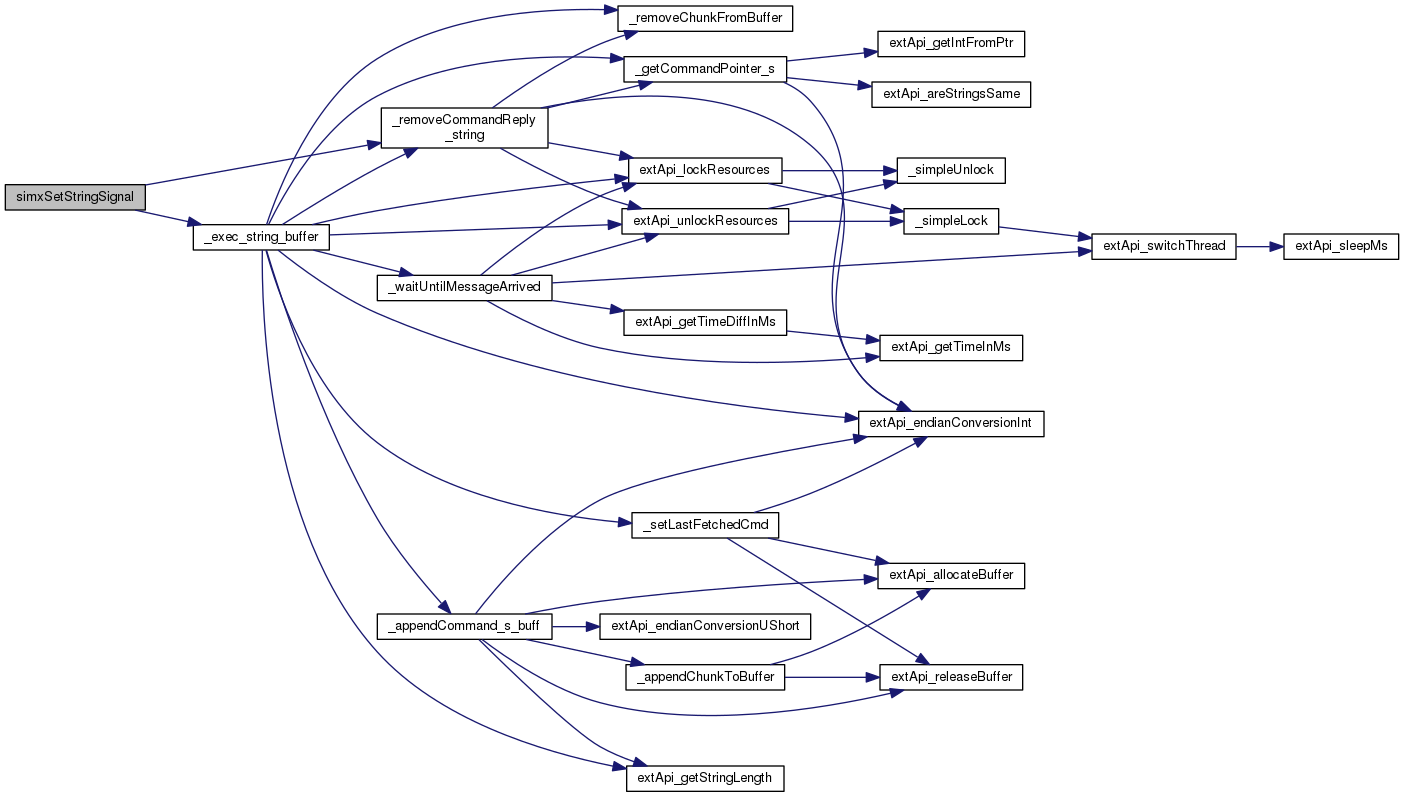 simxSetStringSignal
_exec_string_buffer
_removeCommandReply
_string
_waitUntilMessageArrived
_appendCommand_s_buff
_removeChunkFromBuffer
_getCommandPointer_s
extApi_lockResources
extApi_unlockResources
extApi_getTimeDiffInMs
_setLastFetchedCmd
extApi_endianConversionUShort
_appendChunkToBuffer
extApi_getStringLength
extApi_getIntFromPtr
extApi_areStringsSame
_simpleUnlock
_simpleLock
extApi_getTimeInMs
extApi_endianConversionInt
extApi_allocateBuffer
extApi_releaseBuffer
extApi_switchThread
extApi_sleepMs